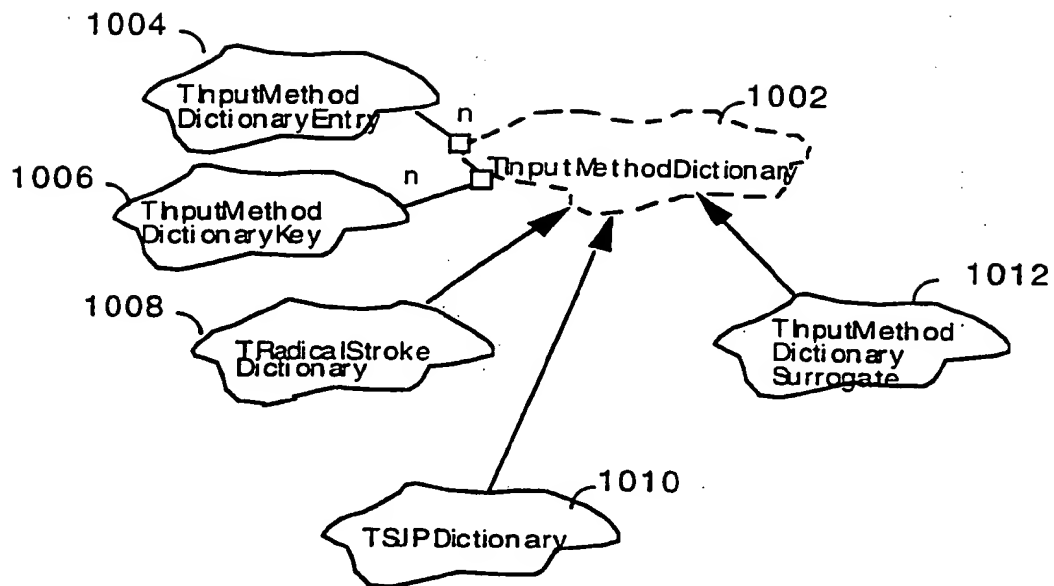 1004
TInputMethod
DictionaryEntry
n
1002
TInputMethodDictionary
1006
n
TInputMethod
DictionaryKey
1008
1012
TRadicalStroke
Dictionary
TInputMethod
Dictionary
Surrogate
1010
TSJPDictionary